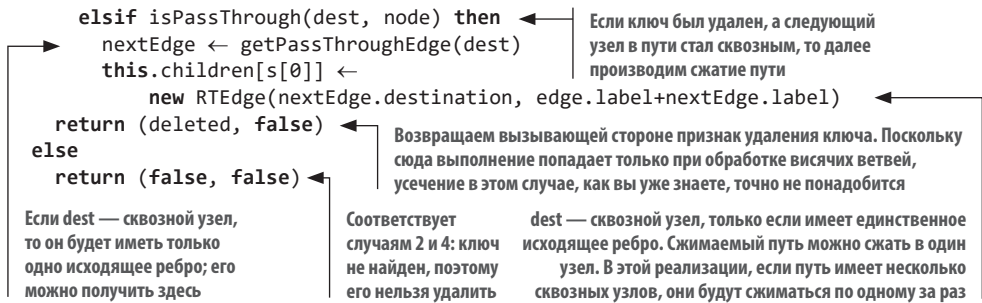 elsif isPassThrough(dest, node) then
Если ключ был удален, а следующий
узел в пути стал сквозным, то далее
производим сжатие пути
nextEdge ← getPassThroughEdge(dest)
this.children[s[0]] ←
new RTEdge(nextEdge.destination, edge.label+nextEdge.label)
return (deleted, false)
Возвращаем вызывающей стороне признак удаления ключа. Поскольку
сюда выполнение попадает только при обработке висячих ветвей,
усечение в этом случае, как вы уже знаете, точно не понадобится
else
return (false, false)
Если dest — сквозной узел,
то он будет иметь только
одно исходящее ребро; его
можно получить здесь
Соответствует
случаям 2 и 4: ключ
не найден, поэтому
его нельзя удалить
dest — сквозной узел, только если имеет единственное
исходящее ребро. Сжимаемый путь можно сжать в один
узел. В этой реализации, если путь имеет несколько
сквозных узлов, они будут сжиматься по одному за раз